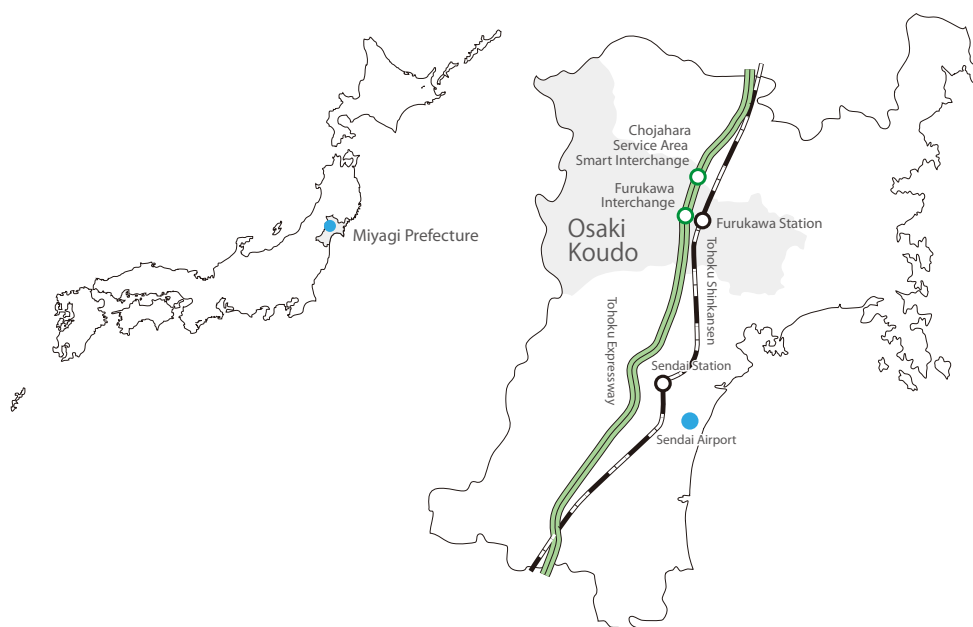 Miyagi Prefecture
Chojahara
Service Area
Smart Interchange
Furukawa
Interchange
Osaki
Koudo
Furukawa Station
Tohoku Shinkansen
Tohoku Expressway
Sendai Station
Sendai Airport